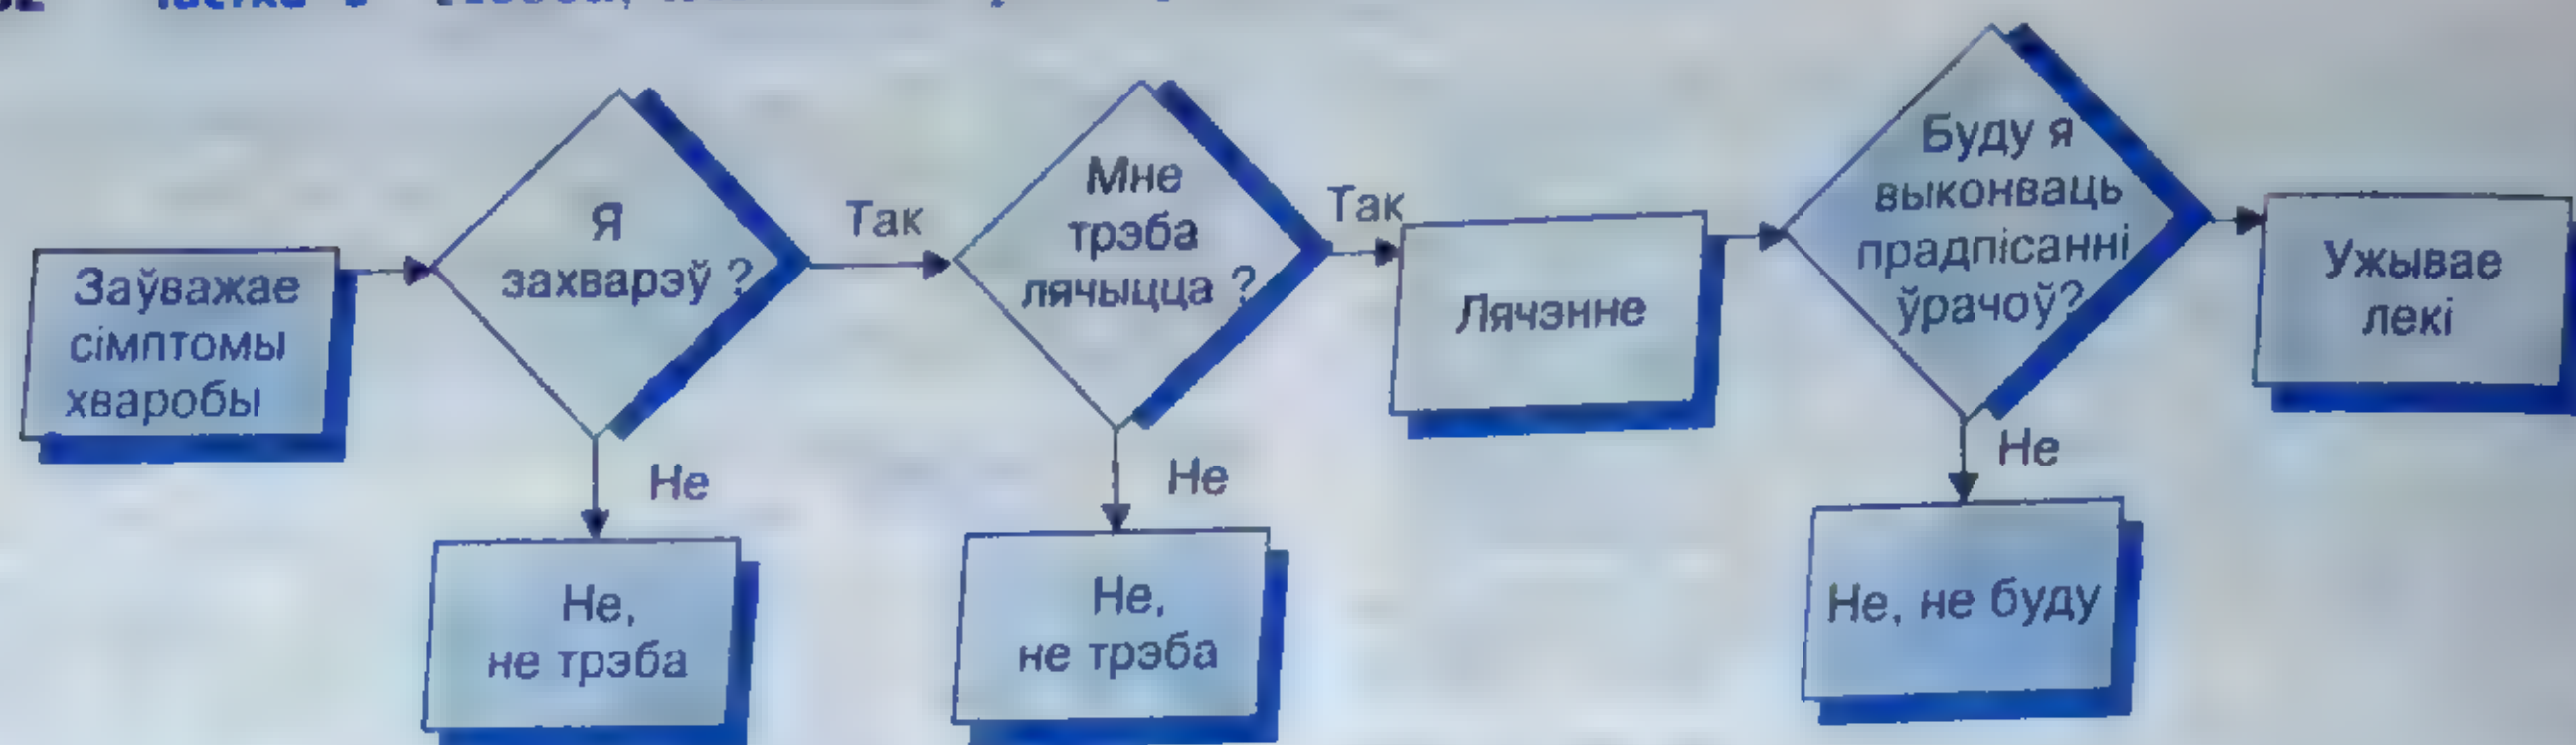 Заўважае
сімптомы
хваробы
Я
захварэў ?
Так
Не
Не,
не трэба
Мне
трэба
лячыцца ?
Так
Не
Не,
не трэба
Лячэнне
Буду я
выконваць
прадпісанні
ўрачоў?
Не
Не, не буду
Ужывае
лекі